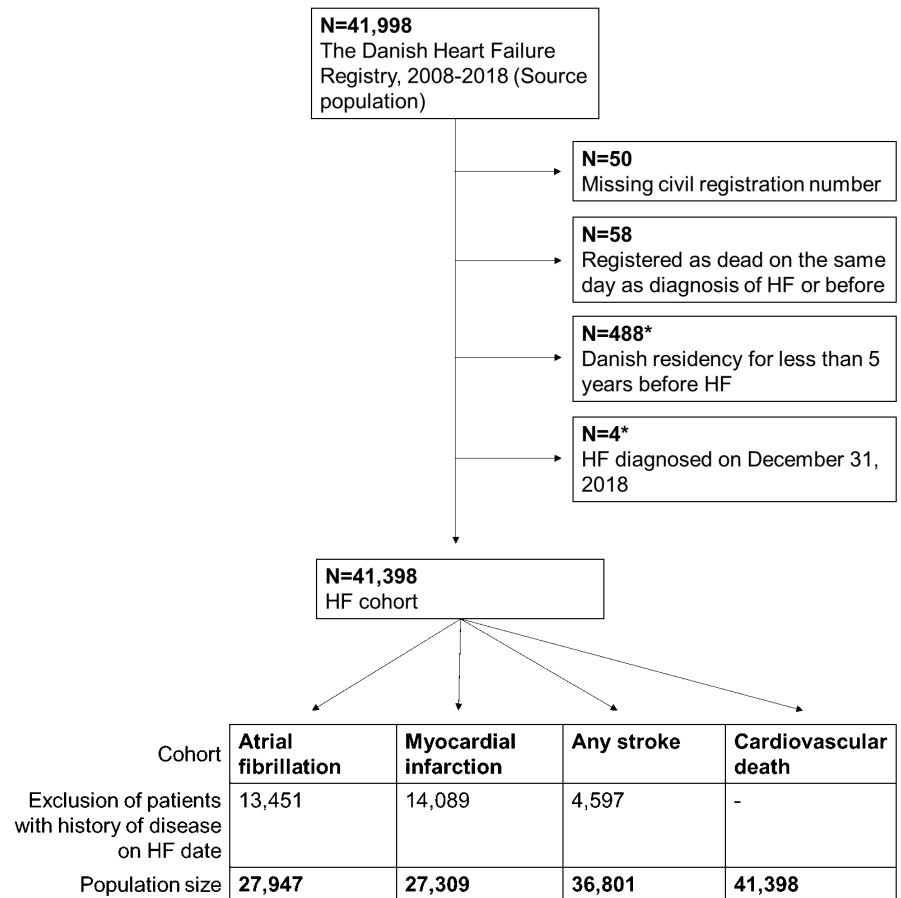 N=41,998
The Danish Heart Failure
Registry, 2008-2018 (Source
population)
N=50
Missing civil registration number
N=58
Registered as dead on the same
day as diagnosis of HF or before
N=488*
Danish residency for less than 5
years before HF
N=4*
HF diagnosed on December 31,
2018
N=41,398
HF cohort
Cohort
Atrial
fibrillation
Myocardial
infarction
Any stroke
Cardiovascular
death
Exclusion of patients
with history of disease
on HF date
13,451
14,089
4,597
-
Population size
27,947
27,309
36,801
41,398